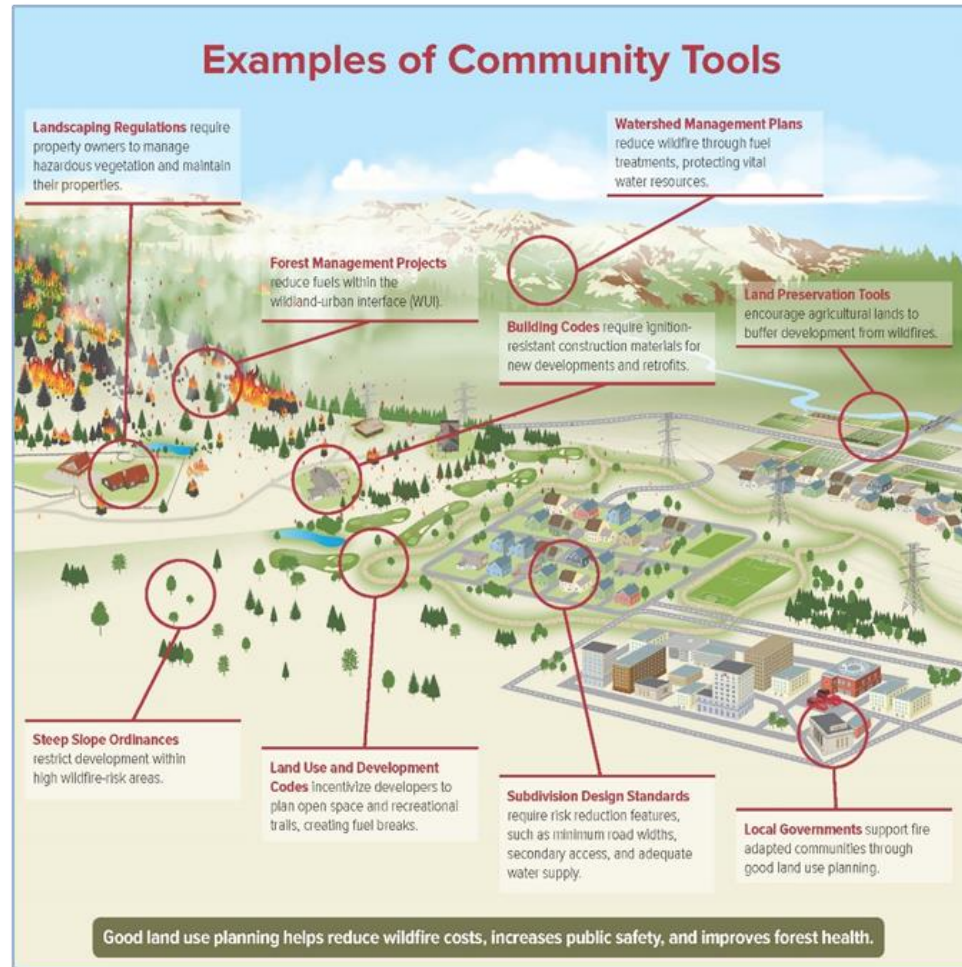 Examples of Community Tools
Landscaping Regulations require
property owners to manage
hazardous vegetation and maintain
their properties.
Watershed Management Plans
reduce wildfire through fuel
treatments, protecting vital
water resources.
Forest Management Projects
reduce fuels within the
wildland-urban interface (WUI).
Building Codes require ignition-
resistant construction materials for
new developments and retrofits.
Land Preservation Tools
encourage agricultural lands to
buffer development from wildfires.
Steep Slope Ordinances
restrict development within
high wildfire-risk areas.
Land Use and Development
Codes incentivize developers to
plan open space and recreational
trails, creating fuel breaks.
Subdivision Design Standards
require risk reduction features,
such as minimum road widths,
secondary access, and adequate
water supply.
Local Governments support fire
adapted communities through
good land use planning.
Good land use planning helps reduce wildfire costs, increases public safety, and improves forest health.